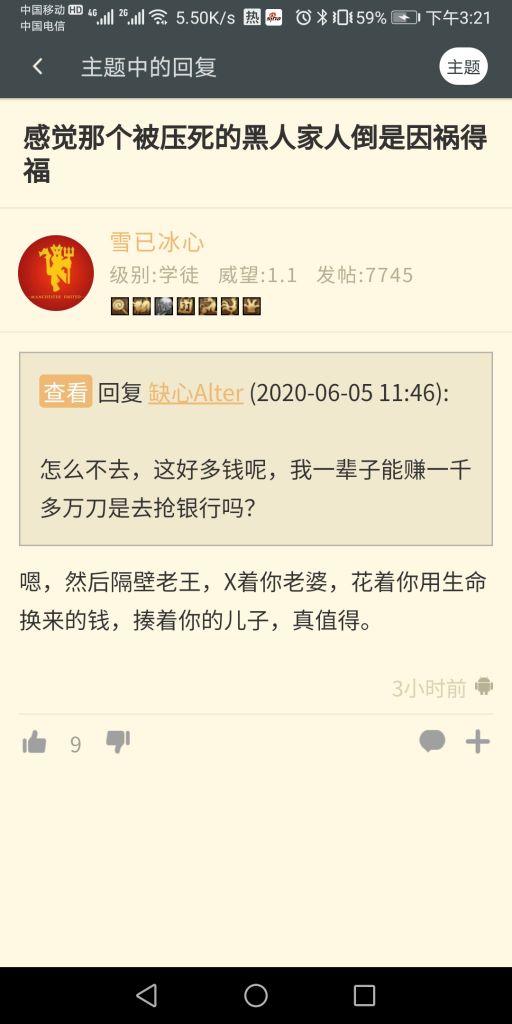 中国移动 HD 4G 2G 5.50K/s 热 sina 59% 下午3:21
中国电信
主题中的回复
主题
感觉那个被压死的黑人家人倒是因祸得
福
雪已冰心
级别:学徒 威望:1.1 发帖:7745
MANCHESTER UNITED
查看 回复 缺心Alter (2020-06-05 11:46):
怎么不去，这好多钱呢，我一辈子能赚一千
多万刀是去抢银行吗？
嗯，然后隔壁老王，X着你老婆，花着你用生命
换来的钱，揍着你的儿子，真值得。
3小时前
9